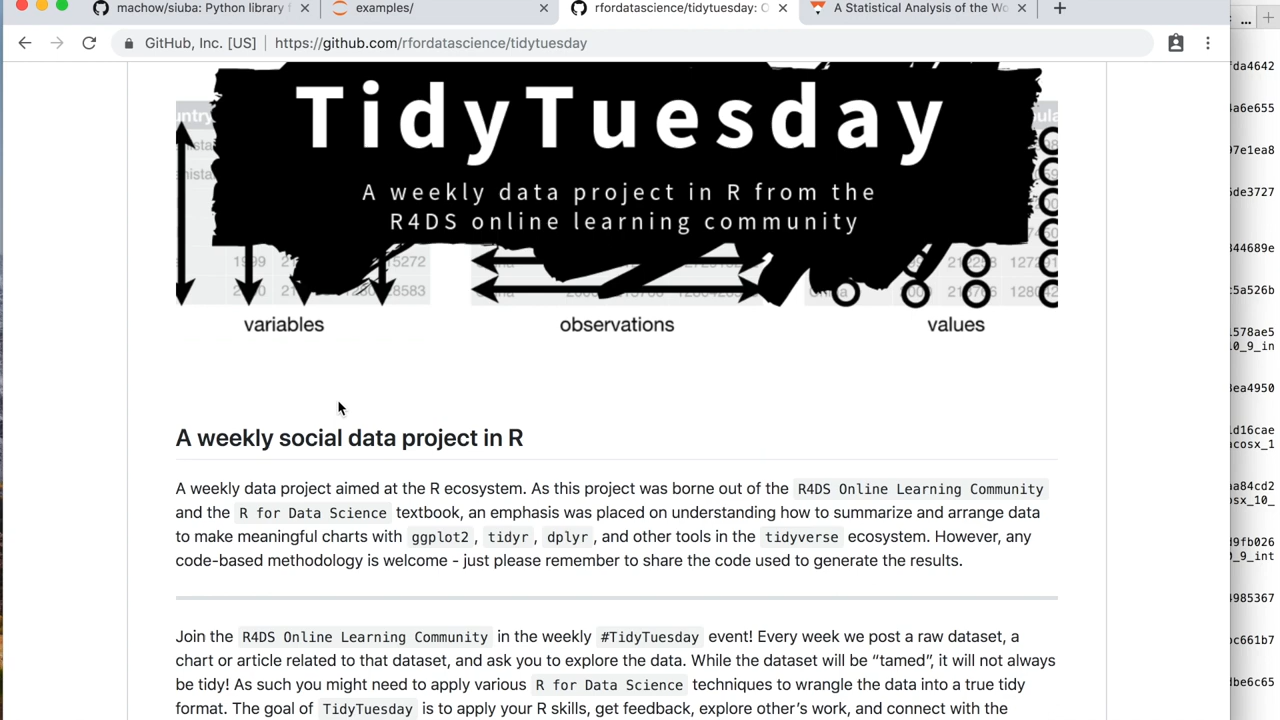 machow/siuba: Python library f
examples/
rfordatascience/tidytuesday: O
A Statistical Analysis of the Wo
GitHub, Inc. [US]
https://github.com/rfordatascience/tidytuesday
TidyTuesday
A weekly data project in R from the
R4DS online learning community
variables
observations
values
A weekly social data project in R
A weekly data project aimed at the R ecosystem. As this project was borne out of the R4DS Online Learning Community
and the R for Data Science textbook, an emphasis was placed on understanding how to summarize and arrange data
to make meaningful charts with ggplot2 , tidyr , dplyr , and other tools in the tidyverse ecosystem. However, any
code-based methodology is welcome - just please remember to share the code used to generate the results.
Join the R4DS Online Learning Community in the weekly #TidyTuesday event! Every week we post a raw dataset, a
chart or article related to that dataset, and ask you to explore the data. While the dataset will be “tamed”, it will not always
be tidy! As such you might need to apply various R for Data Science techniques to wrangle the data into a true tidy
format. The goal of TidyTuesday is to apply your R skills, get feedback, explore other’s work, and connect with the